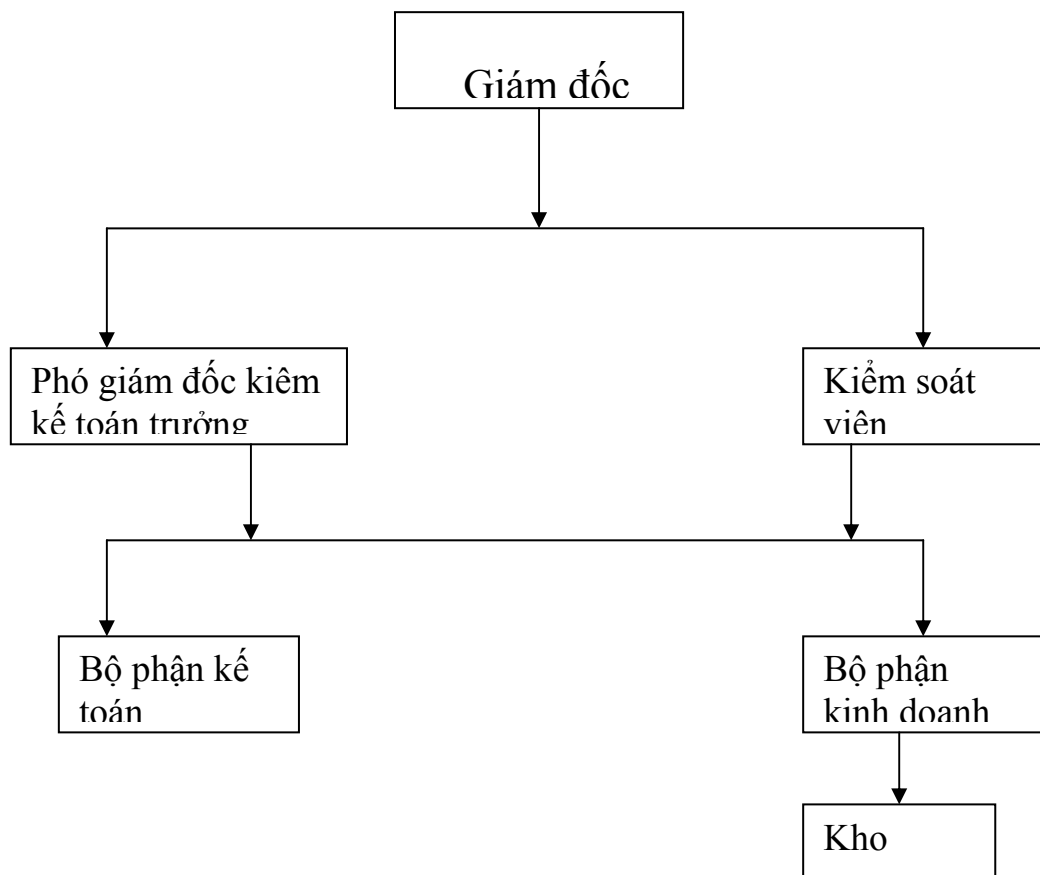 Giám đốc
Phó giám đốc kiêm
kế toán trưởng
Kiểm soát
viên
Bộ phận kế
toán
Bộ phận
kinh doanh
Kho